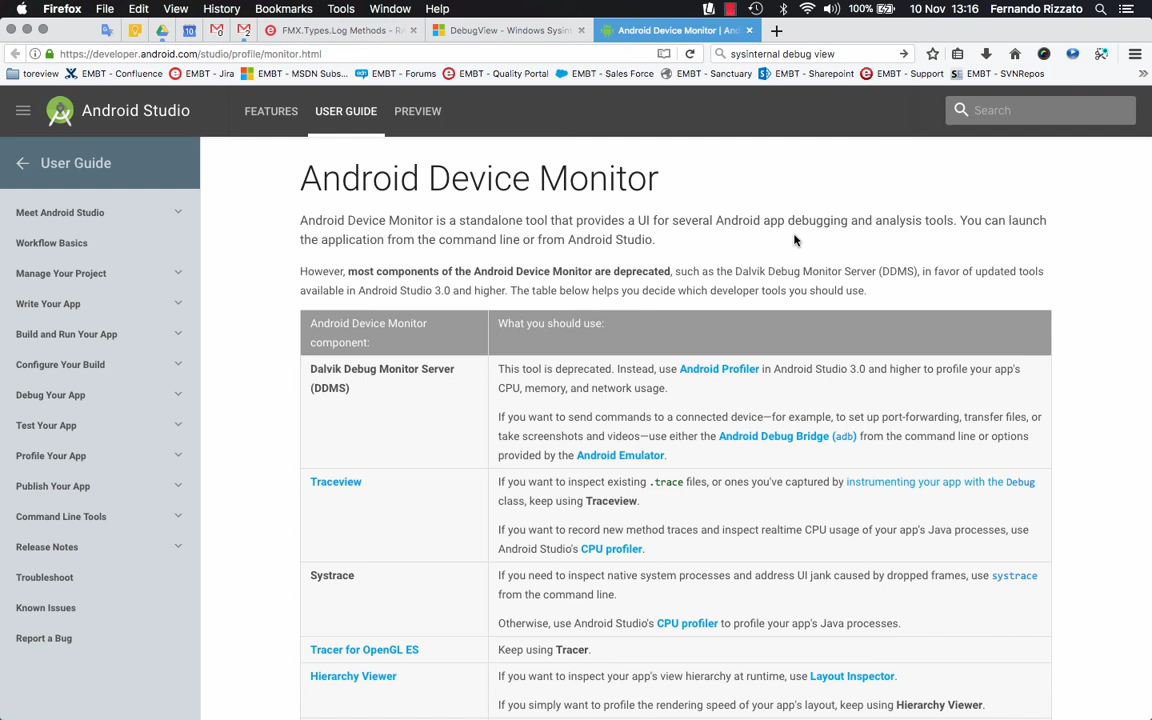 Firefox File Edit View History Bookmarks Tools Window Help 100% 10 Nov 13:16 Fernando Rizzato
FMX.Types.Log Methods - R DebugView - Windows Sysint Android Device Monitor | And
https://developer.android.com/studio/profile/monitor.html sysinternal debug view
toreview EMBT - Confluence EMBT - Jira EMBT - MSDN Subs... EMBT - Forums EMBT - Quality Portal EMBT - Sales Force EMBT - Sanctuary EMBT - Sharepoint EMBT - Support EMBT - SVNRepos
Android Studio FEATURES USER GUIDE PREVIEW Search
User Guide
Meet Android Studio
Workflow Basics
Manage Your Project
Write Your App
Build and Run Your App
Configure Your Build
Debug Your App
Test Your App
Profile Your App
Publish Your App
Command Line Tools
Release Notes
Troubleshoot
Known Issues
Report a Bug
Android Device Monitor
Android Device Monitor is a standalone tool that provides a UI for several Android app debugging and analysis tools. You can launch
the application from the command line or from Android Studio.
However, most components of the Android Device Monitor are deprecated, such as the Dalvik Debug Monitor Server (DDMS), in favor of updated tools
available in Android Studio 3.0 and higher. The table below helps you decide which developer tools you should use.
Android Device Monitor
component:
What you should use:
Dalvik Debug Monitor Server
(DDMS)
This tool is deprecated. Instead, use Android Profiler in Android Studio 3.0 and higher to profile your app's
CPU, memory, and network usage.
If you want to send commands to a connected device—for example, to set up port-forwarding, transfer files, or
take screenshots and videos—use either the Android Debug Bridge (adb) from the command line or options
provided by the Android Emulator.
Traceview
If you want to inspect existing .trace files, or ones you've captured by instrumenting your app with the Debug
class, keep using Traceview.
If you want to record new method traces and inspect realtime CPU usage of your app's Java processes, use
Android Studio's CPU profiler.
Systrace
If you need to inspect native system processes and address UI jank caused by dropped frames, use systrace
from the command line.
Otherwise, use Android Studio's CPU profiler to profile your app's Java processes.
Tracer for OpenGL ES
Keep using Tracer.
Hierarchy Viewer
If you want to inspect your app's view hierarchy at runtime, use Layout Inspector.
If you simply want to profile the rendering speed of your app's layout, keep using Hierarchy Viewer.